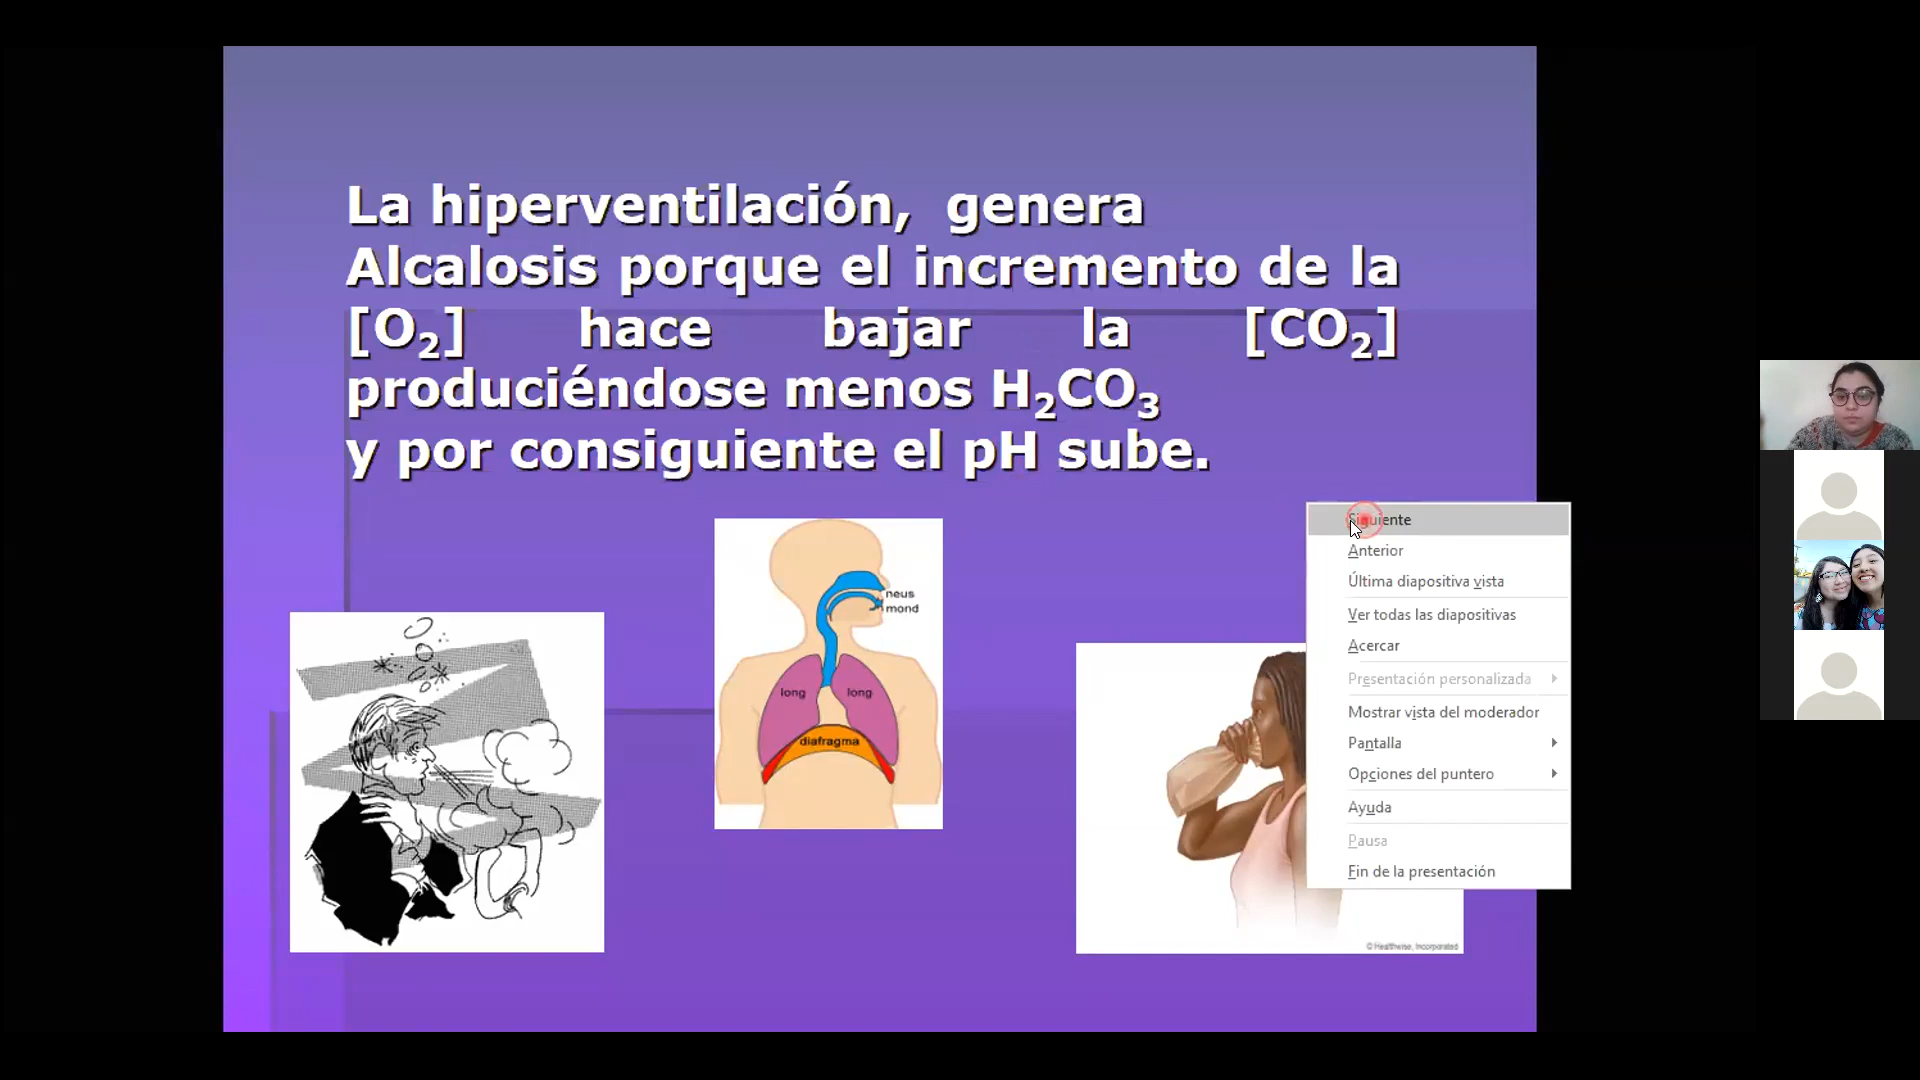 La hiperventilación, genera
Alcalosis porque el incremento de la
[O₂] hace bajar la [CO₂]
produciéndose menos H₂CO₃
y por consiguiente el pH sube.
neus
mond
long long
diafragma
© Healthwise, Incorporated
Siguiente
Anterior
Última diapositiva vista
Ver todas las diapositivas
Acercar
Presentación personalizada
Mostrar vista del moderador
Pantalla
Opciones del puntero
Ayuda
Pausa
Fin de la presentación